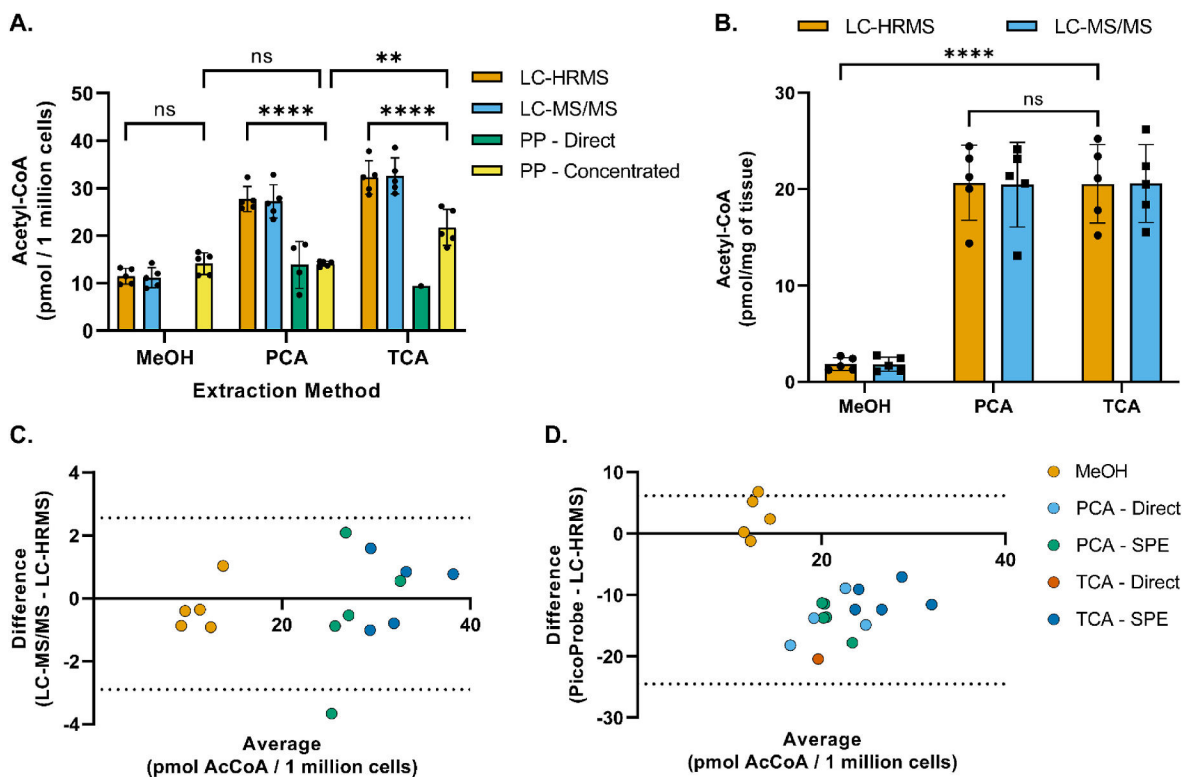 A.
ns
**
ns
****
****
LC-HRMS
LC-MS/MS
PP - Direct
PP - Concentrated
Acetyl-CoA
(pmol / 1 million cells)
50
40
30
20
10
0
MeOH
PCA
TCA
Extraction Method
B.
LC-HRMS
LC-MS/MS
****
ns
Acetyl-CoA
(pmol/mg of tissue)
30
20
10
0
MeOH
PCA
TCA
C.
Difference
(LC-MS/MS - LC-HRMS)
4
2
0
-2
-4
20
40
Average
(pmol AcCoA / 1 million cells)
D.
Difference
(PicoProbe - LC-HRMS)
10
0
-10
-20
-30
20
40
Average
(pmol AcCoA / 1 million cells)
MeOH
PCA - Direct
PCA - SPE
TCA - Direct
TCA - SPE